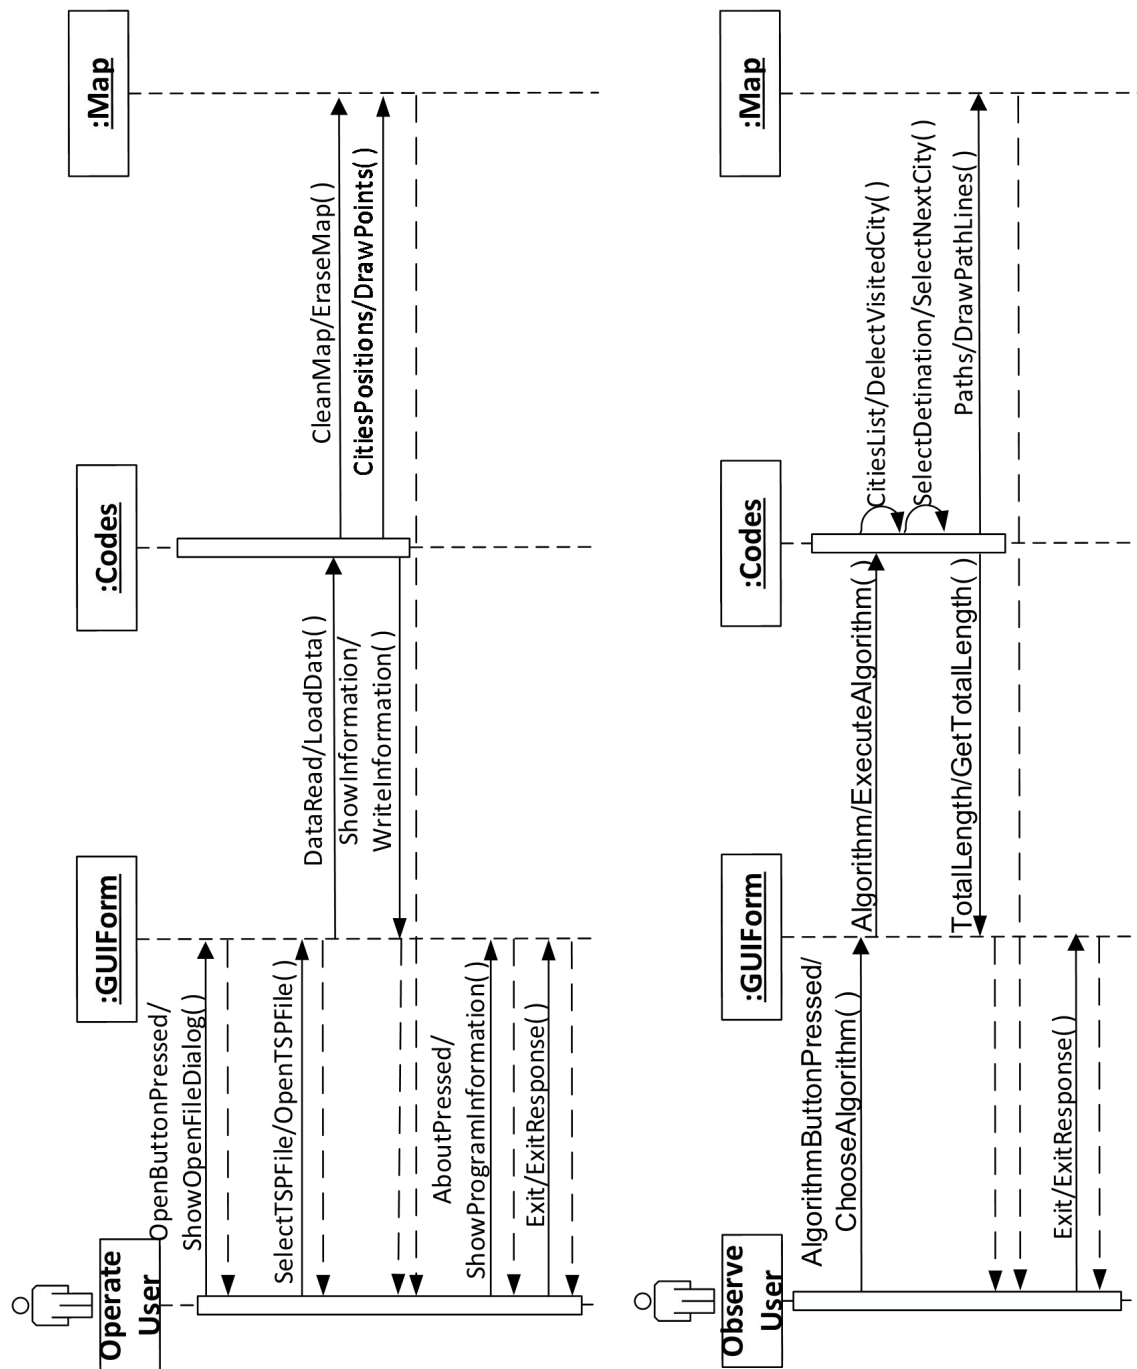 Operate
User
:GUIForm
:Codes
:Map
OpenButtonPressed/
ShowOpenFileDialog( )
SelectTSPFile/OpenTSPFile( )
DataRead/LoadData( )
ShowInformation/
WriteInformation( )
CleanMap/EraseMap( )
CitiesPositions/DrawPoints( )
AboutPressed/
ShowProgramInformation( )
Exit/ExitResponse( )
Observe
User
:GUIForm
:Codes
:Map
AlgorithmButtonPressed/
ChooseAlgorithm( )
Algorithm/ExecuteAlgorithm( )
CitiesList/DelectVisitedCity( )
SelectDetination/SelectNextCity( )
Paths/DrawPathLines( )
TotalLength/GetTotalLength( )
Exit/ExitResponse( )